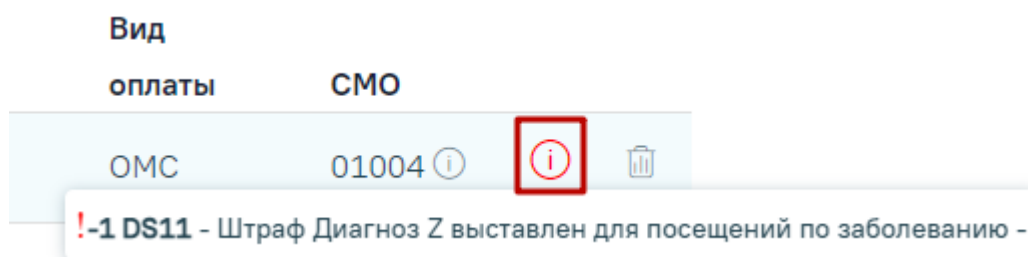 Вид
оплаты СМО
ОМС 01004
!-1 DS11 - Штраф Диагноз Z выставлен для посещений по заболеванию -